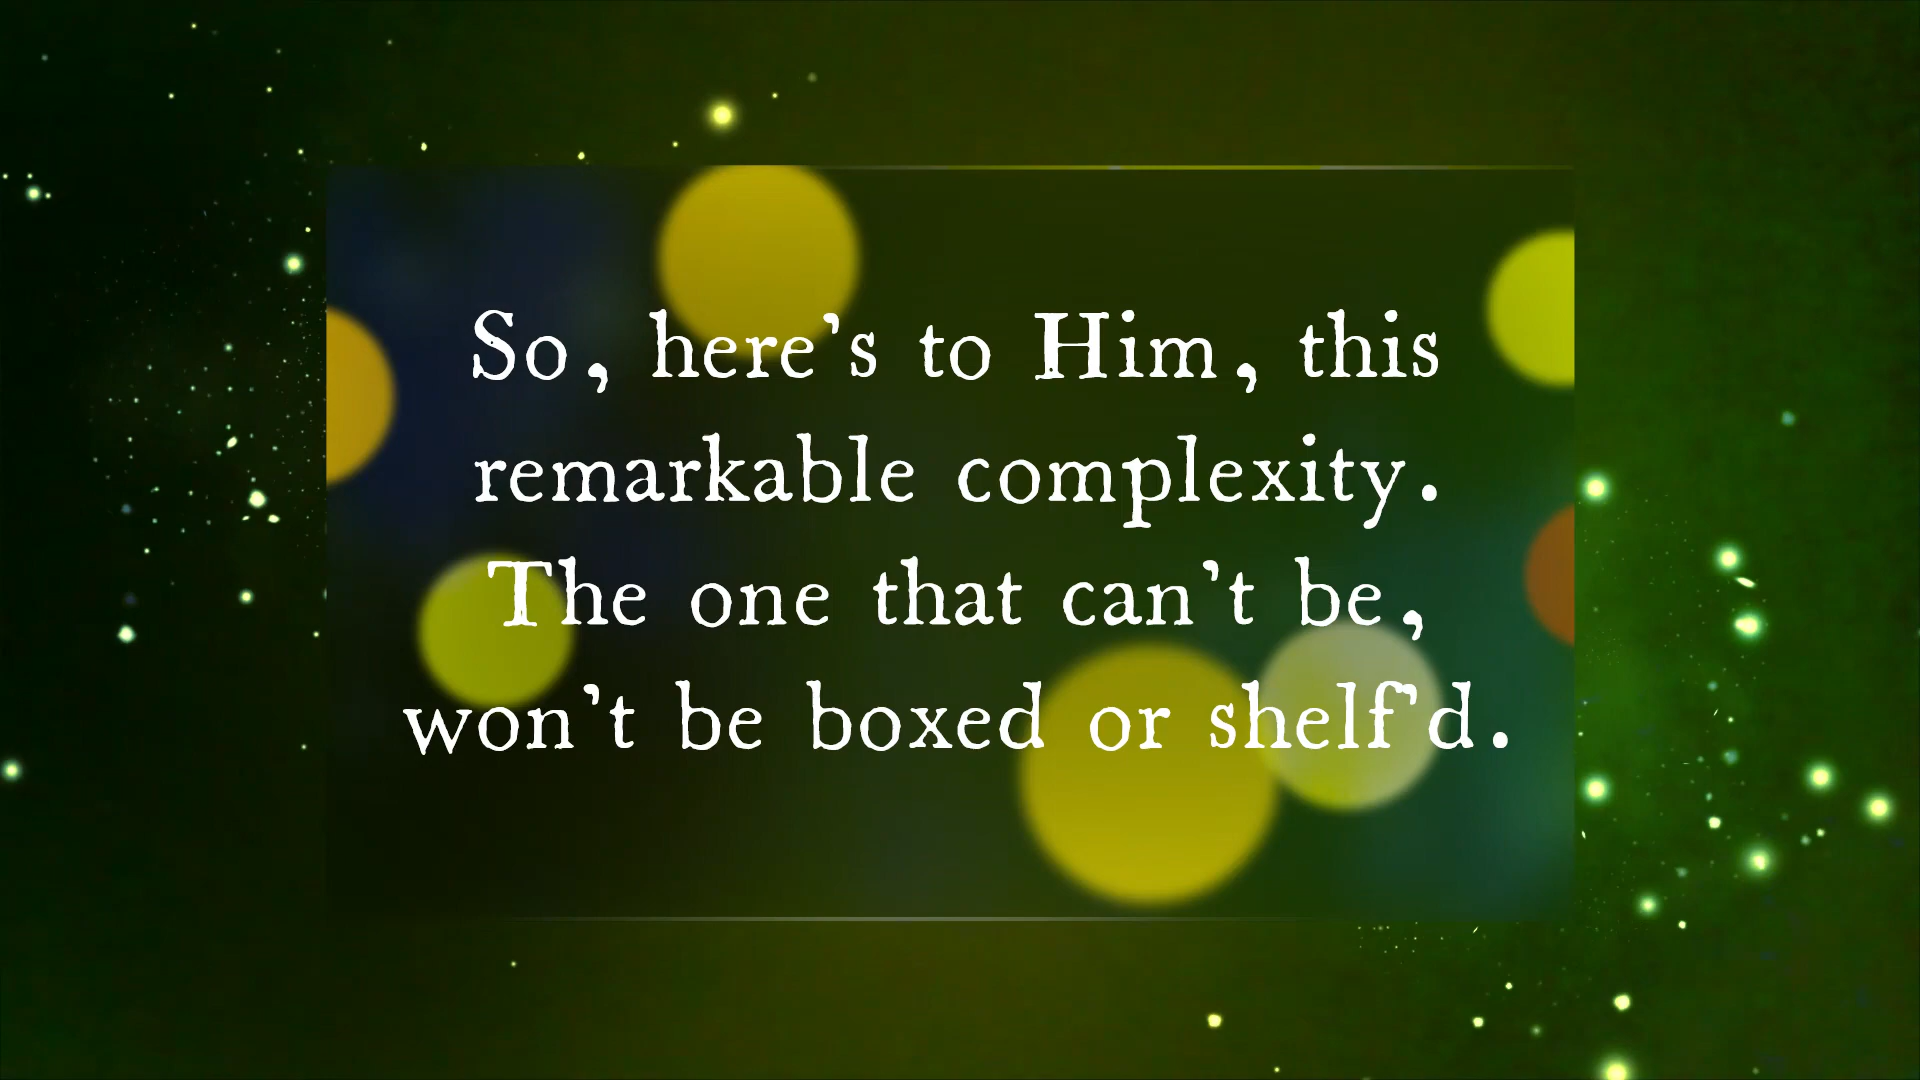 So, here’s to Him, this
remarkable complexity.
The one that can’t be,
won’t be boxed or shelf’d.